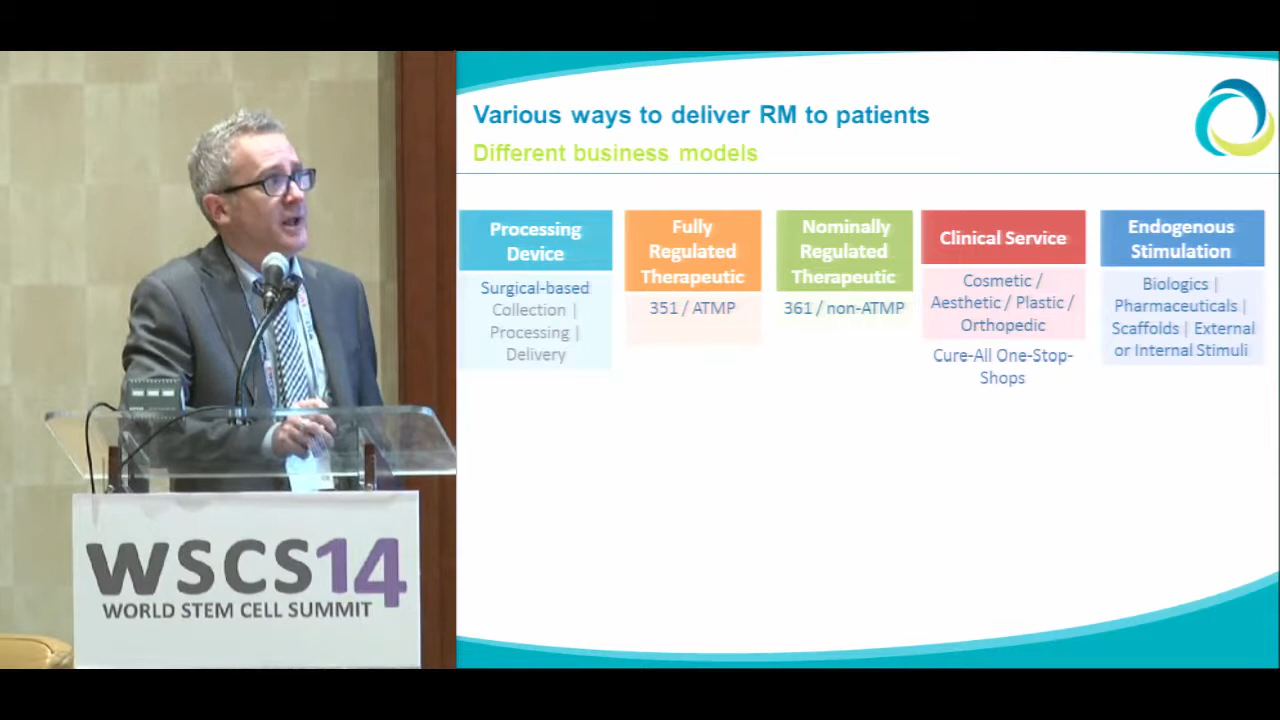 Various ways to deliver RM to patients
Different business models
Processing
Device
Surgical-based
Collection |
Processing |
Delivery
Fully
Regulated
Therapeutic
351 / ATMP
Nominally
Regulated
Therapeutic
361 / non-ATMP
Clinical Service
Cosmetic /
Aesthetic / Plastic /
Orthopedic
Cure-All One-Stop-
Shops
Endogenous
Stimulation
Biologics |
Pharmaceuticals |
Scaffolds | External
or Internal Stimuli
WSCS14
WORLD STEM CELL SUMMIT